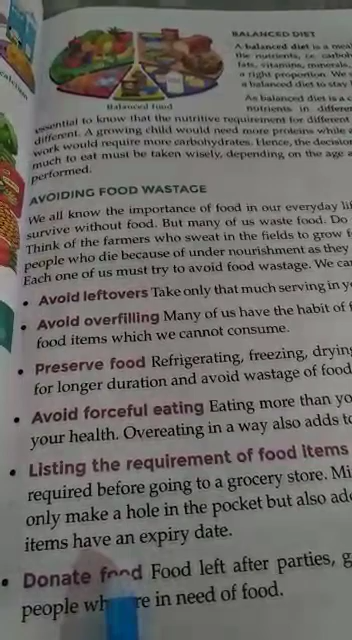 BALANCED DIET
A balanced diet is a mea
the nutrients, i.e. carboh
fats, vitamins, minerals,
a right proportion. We s
a balanced diet to stay
Balanced food
As balanced diet is a c
nutrients in differen
essential to know that the nutritive requirement for different
different. A growing child would need more proteins while a
work would require more carbohydrates. Hence, the decision
much to eat must be taken wisely, depending on the age a
performed.
AVOIDING FOOD WASTAGE
We all know the importance of food in our everyday li
survive without food. But many of us waste food. Do
Think of the farmers who sweat in the fields to grow f
people who die because of under nourishment as they
Each one of us must try to avoid food wastage. We ca
• Avoid leftovers Take only that much serving in y
• Avoid overfilling Many of us have the habit of f
food items which we cannot consume.
• Preserve food Refrigerating, freezing, drying
for longer duration and avoid wastage of food
• Avoid forceful eating Eating more than yo
your health. Overeating in a way also adds to
• Listing the requirement of food items
required before going to a grocery store. Mi
only make a hole in the pocket but also add
items have an expiry date.
• Donate food Food left after parties, g
people in need of food.